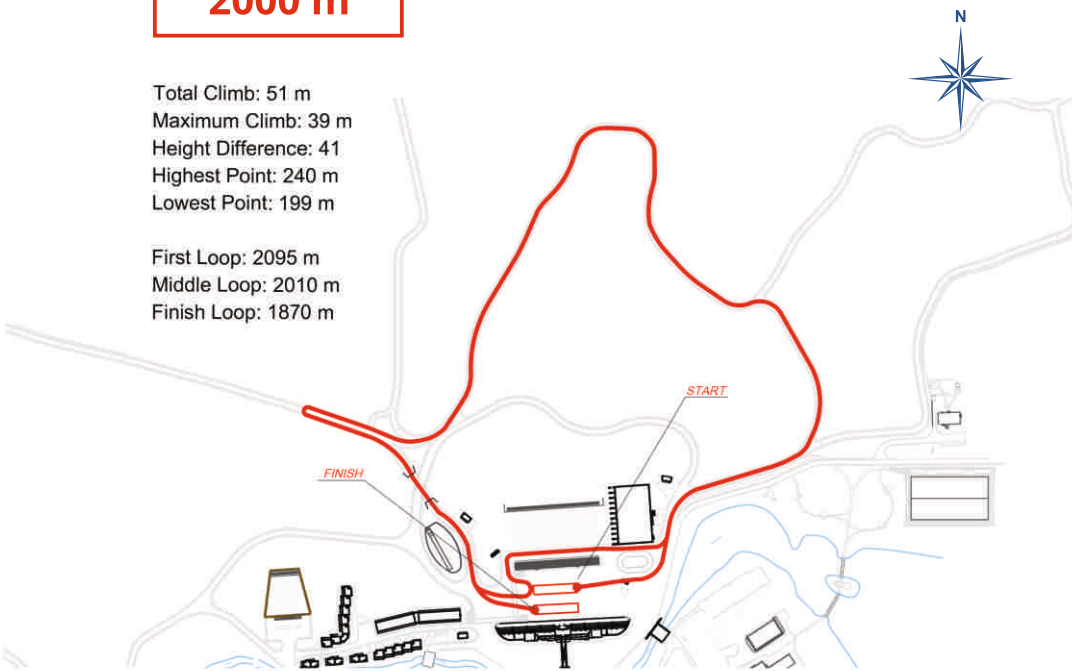 2000 m
N
Total Climb: 51 m
Maximum Climb: 39 m
Height Difference: 41
Highest Point: 240 m
Lowest Point: 199 m
First Loop: 2095 m
Middle Loop: 2010 m
Finish Loop: 1870 m
START
FINISH